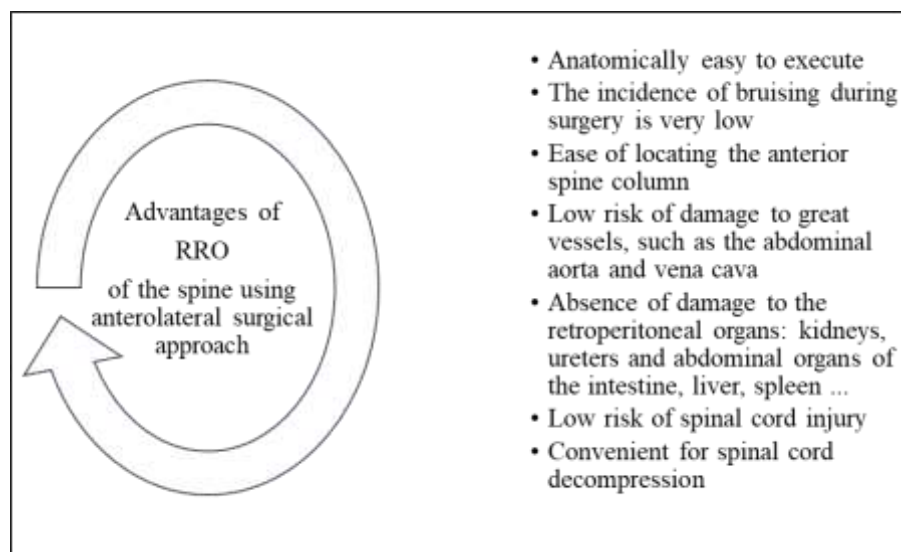 Advantages of
RRO
of the spine using
anterolateral surgical
approach
• Anatomically easy to execute
• The incidence of bruising during
surgery is very low
• Ease of locating the anterior
spine column
• Low risk of damage to great
vessels, such as the abdominal
aorta and vena cava
• Absence of damage to the
retroperitoneal organs: kidneys,
ureters and abdominal organs of
the intestine, liver, spleen ...
• Low risk of spinal cord injury
• Convenient for spinal cord
decompression